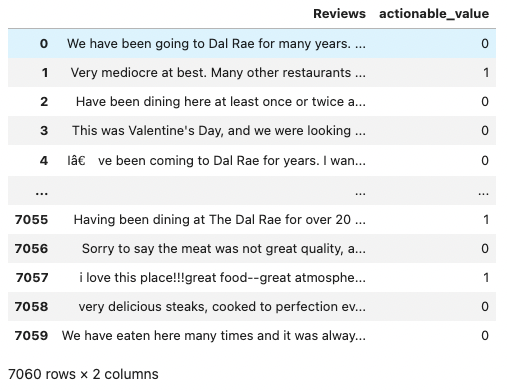 Reviews actionable_value
0 We have been going to Dal Rae for many years. ... 0
1 Very mediocre at best. Many other restaurants ... 1
2 Have been dining here at least once or twice a... 0
3 This was Valentine's Day, and we were looking ... 0
4 Iâ€ ve been coming to Dal Rae for years. I wan... 0
... ... ...
7055 Having been dining at The Dal Rae for over 20 ... 1
7056 Sorry to say the meat was not great quality, a... 0
7057 i love this place!!!great food--great atmosphe... 1
7058 very delicious steaks, cooked to perfection ev... 0
7059 We have eaten here many times and it was alway... 0
7060 rows × 2 columns